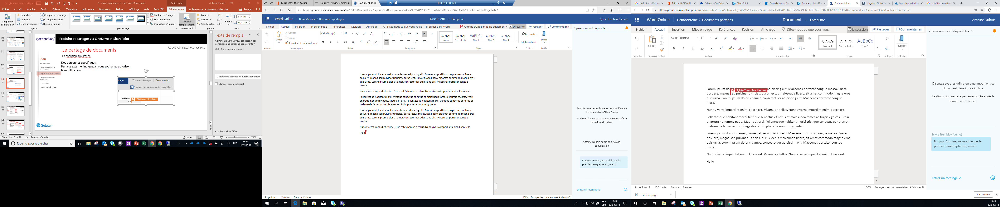 Enregistrement automatique
Produire et partager via OneDrive et SharePoint
Outils Image
Antoine Dubois
Fichier Accueil Insertion Dessin Création Transitions Animations Diaporama Révision Affichage Aide Foxit PDF Mise en forme Dites-nous ce que vous voulez faire Partager
Supprimer l'arrière-plan
Corrections
Couleur
Effets artistiques
Compresser les images
Changer d'image
Rétablir l'image
Ajuster
Styles d'image
Bordure de l'image
Effets d'image
Disposition d'image
Texte de remplacement
Accessibilité
Avancer
Reculer
Volet Sélection
Organiser
Rogner
5,37 cm
11,09 cm
Taille
10
11
12
13
14
15
16
17
gazoduq
Produire et partager via OneDrive et SharePoint
Le partage de documents
Ce que vous devez vous rappeler...
La coédition simultanée
Plan
Introduction
La bibliothèque de documents
Le partage de documents
La navigation dans SharePoint
Conclusion
Questions/Réponses
Des personnes spécifiques:
Partage externe, indiquez si vous souhaitez autoriser
la modification.
rtager Thomas Lévesque Déconnexion
8 autres personnes sont connectées
Initiales
CB
Christophe Beaulieu
Solulan
Texte de rempla...
Comment décririez-vous cet objet et son
contexte à une personne non voyante ?
(1-2 phrases recommandées)
Générer une description automatiquement
Marquer comme décoratif
Avec les services Office
Diapositive 13 de 22 Français (Canada) Notes 70 %
Taper ici pour rechercher
FRA
13:45
2019-02-14
Microsoft Office Accueil
Courrier - sylvie.tremblay@
Document.docx
104.211.30.121
https://groupesolulan.sharepoint.com/:w:/r/sites/DemoAntoine/_layouts/15/Doc.aspx?sourcedoc=%7B84112d2d-51aa-4926-bd3b-557c746c00fa%7D&action=default&gad=147
Word Online DemoAntoine > Documents partages Document - Enregistré Sylvie Tremblay (demo)
Fichier Accueil Insertion Mise en page Références Révision Affichage Dites-nous ce que vous voule Modifier dans Word Antoine Dubois modifie également Discussion Partager Commentaires
Annuler
Coller
Couper
Copier
Reproduire la mise en forme
Presse-papiers
Calibri (corps) 11
G I S
Police
Paragraphe
AaBbCc Normal
AaBbCc Sans interli...
AaBbCc Titre 1
AaBbCc Titre 2
AaBbCc Titre 3
Styles
Rechercher
Remplacer
Édition
Dicter
Dictée
2 personnes sont disponibles
Lorem ipsum dolor sit amet, consectetuer adipiscing elit. Maecenas porttitor congue massa. Fusce
posuere, magna sed pulvinar ultricies, purus lectus malesuada libero, sit amet commodo magna eros
quis urna. Lorem ipsum dolor sit amet, consectetuer adipiscing elit. Maecenas porttitor congue
massa.
Nunc viverra imperdiet enim. Fusce est. Vivamus a tellus. Nunc viverra imperdiet enim. Fusce est.
Pellentesque habitant morbi tristique senectus et netus et malesuada fames ac turpis egestas. Proin
pharetra nonummy pede. Mauris et orci. Pellentesque habitant morbi tristique senectus et netus et
malesuada fames ac turpis egestas. Proin pharetra nonummy pede.
Lorem ipsum dolor sit amet, consectetuer adipiscing elit. Maecenas porttitor congue massa. Fusce
posuere, magna sed pulvinar ultricies, purus lectus malesuada libero, sit amet commodo magna eros
quis urna. Lorem ipsum dolor sit amet, consectetuer adipiscing elit. Maecenas porttitor congue
massa.
Nunc viverra imperdiet enim. Fusce est. Vivamus a tellus. Nunc viverra imperdiet enim. Fusce est.
Hello
1
Discutez avec les utilisateurs qui modifient ce
document dans Office Online.
La discussion ne sera pas enregistrée après la
fermeture du fichier.
Antoine Dubois participe déjà à la
conversation
Bonjour Antoine, ne modifie pas le
premier paragraphe stp, merci!
Entrez un message ici
Page 1 sur 1 150 mots Français (France) 100% Envoyer des commentaires à Microsoft
FRA
CMS
18:45
2019-02-14
traduction - Recher
Microsoft Office Ho
Fichiers - OneDrive
SharePoint
DemoAntoine - Do
DemoAntoine - Do
Document.docx
Linguee | Dictionna
Machines virtuelle
coédition simultan
https://groupesolulan.sharepoint.com/:w:/r/sites/DemoAntoine/_layouts/15/Doc.aspx?sourcedoc=%7B84112D2D-51AA-4926-BD3B-557C746C00FA%7D&file=Document.docx&action=default&mobileredirect=true
Word Online DemoAntoine > Documents partages Document - Enregistré Antoine Dubois
Fichier Accueil Insertion Mise en page Références Révision Affichage Dites-nous ce que vous vou... Discussion Partager Commentaires
Annuler
Coller
Presse-papiers
Calibri (corps) 11
G I S
Police
Paragraphe
AaBbCc Normal
AaBbCc Sans interli...
AaBbCc Titre 1
Styles
Édition
Dicter
Dictée
2 personnes sont disponibles
Sylvie Tremblay (demo)
Lorem ipsum dolor adipiscing elit. Maecenas porttitor congue massa. Fusce
posuere, magna sed pulvinar ultricies, purus lectus malesuada libero, sit amet commodo magna eros
quis urna. Lorem ipsum dolor sit amet, consectetuer adipiscing elit. Maecenas porttitor congue
massa.
Nunc viverra imperdiet enim. Fusce est. Vivamus a tellus. Nunc viverra imperdiet enim. Fusce est.
Pellentesque habitant morbi tristique senectus et netus et malesuada fames ac turpis egestas. Proin
pharetra nonummy pede. Mauris et orci. Pellentesque habitant morbi tristique senectus et netus et
malesuada fames ac turpis egestas. Proin pharetra nonummy pede.
Lorem ipsum dolor sit amet, consectetuer adipiscing elit. Maecenas porttitor congue massa. Fusce
posuere, magna sed pulvinar ultricies, purus lectus malesuada libero, sit amet commodo magna eros
quis urna. Lorem ipsum dolor sit amet, consectetuer adipiscing elit. Maecenas porttitor congue
massa.
Nunc viverra imperdiet enim. Fusce est. Vivamus a tellus. Nunc viverra imperdiet enim. Fusce est.
Hello
1
Discutez avec les utilisateurs qui modifient ce
document dans Office Online.
La discussion ne sera pas enregistrée après la
fermeture du fichier.
Sylvie Tremblay (demo)
Bonjour Antoine, ne modifie pas le
premier paragraphe stp, merci!
Entrez un message ici
Page 1 sur 1 150 mots Français (France) 100% Envoyer des commentaires à Microsoft
coédition.png
Tout afficher
13:45
2019-02-14